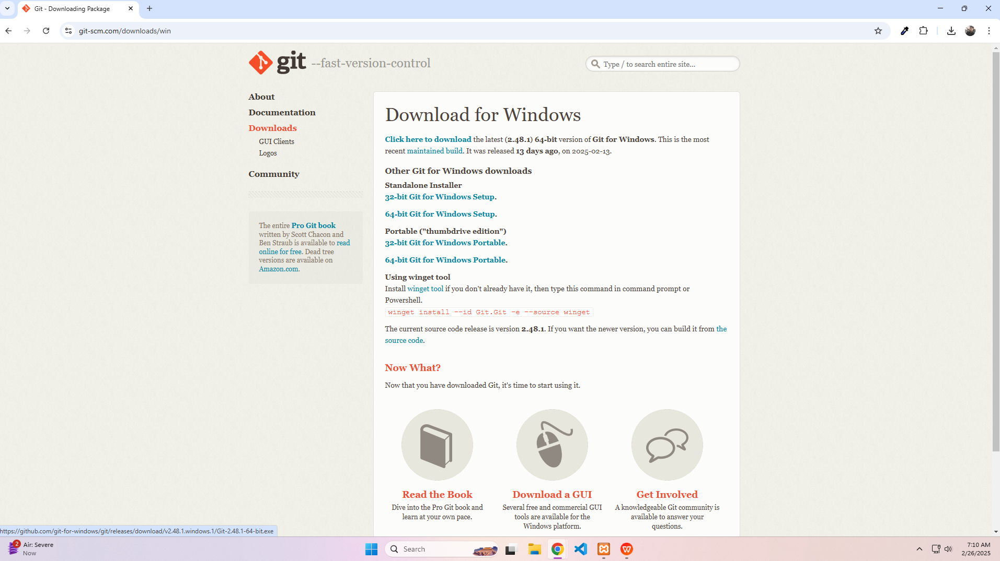 Git - Downloading Package
git-scm.com/downloads/win
git --fast-version-control
Type / to search entire site...
About
Documentation
Downloads
GUI Clients
Logos
Community
The entire Pro Git book
written by Scott Chacon and
Ben Straub is available to read
online for free. Dead tree
versions are available on
Amazon.com.
Download for Windows
Click here to download the latest (2.48.1) 64-bit version of Git for Windows. This is the most
recent maintained build. It was released 13 days ago, on 2025-02-13.
Other Git for Windows downloads
Standalone Installer
32-bit Git for Windows Setup.
64-bit Git for Windows Setup.
Portable ("thumbdrive edition")
32-bit Git for Windows Portable.
64-bit Git for Windows Portable.
Using winget tool
Install winget tool if you don't already have it, then type this command in command prompt or
Powershell.
winget install --id Git.Git -e --source winget
The current source code release is version 2.48.1. If you want the newer version, you can build it from the
source code.
Now What?
Now that you have downloaded Git, it's time to start using it.
Read the Book
Dive into the Pro Git book and
learn at your own pace.
Download a GUI
Several free and commercial GUI
tools are available for the
Windows platform.
Get Involved
A knowledgeable Git community is
available to answer your
questions.
https://github.com/git-for-windows/git/releases/download/v2.48.1.windows.1/Git-2.48.1-64-bit.exe
2
Air: Severe
Now
Search
7:10 AM
2/26/2025